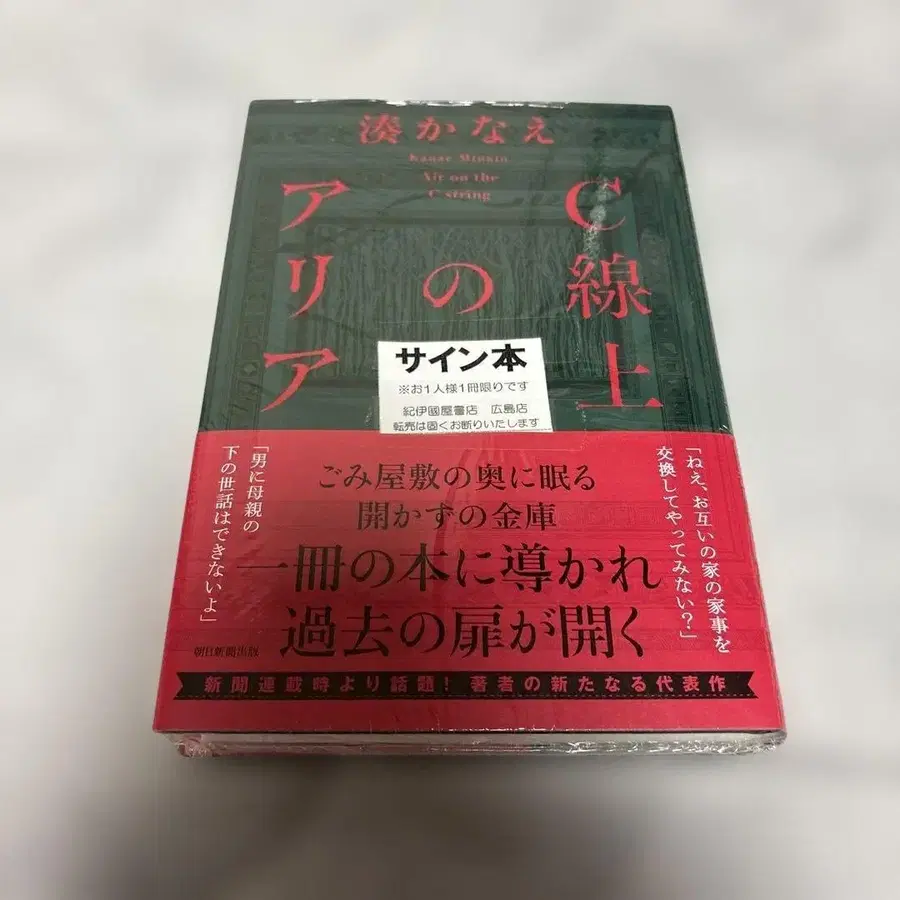 湊かなえ
Kanae Minato
Air on the
C string
C線上
の
アリア
サイン本
※お1人様1冊限りです
紀伊國屋書店 広島店
転売は固くお断りいたします
「ねえ、お互いの家の家事を
交換してやってみない？」
ごみ屋敷の奥に眠る
開かずの金庫
一冊の本に導かれ
過去の扉が開く
「男に母親の
下の世話はできないよ」
朝日新聞出版
新聞連載時より話題！著者の新たなる代表作